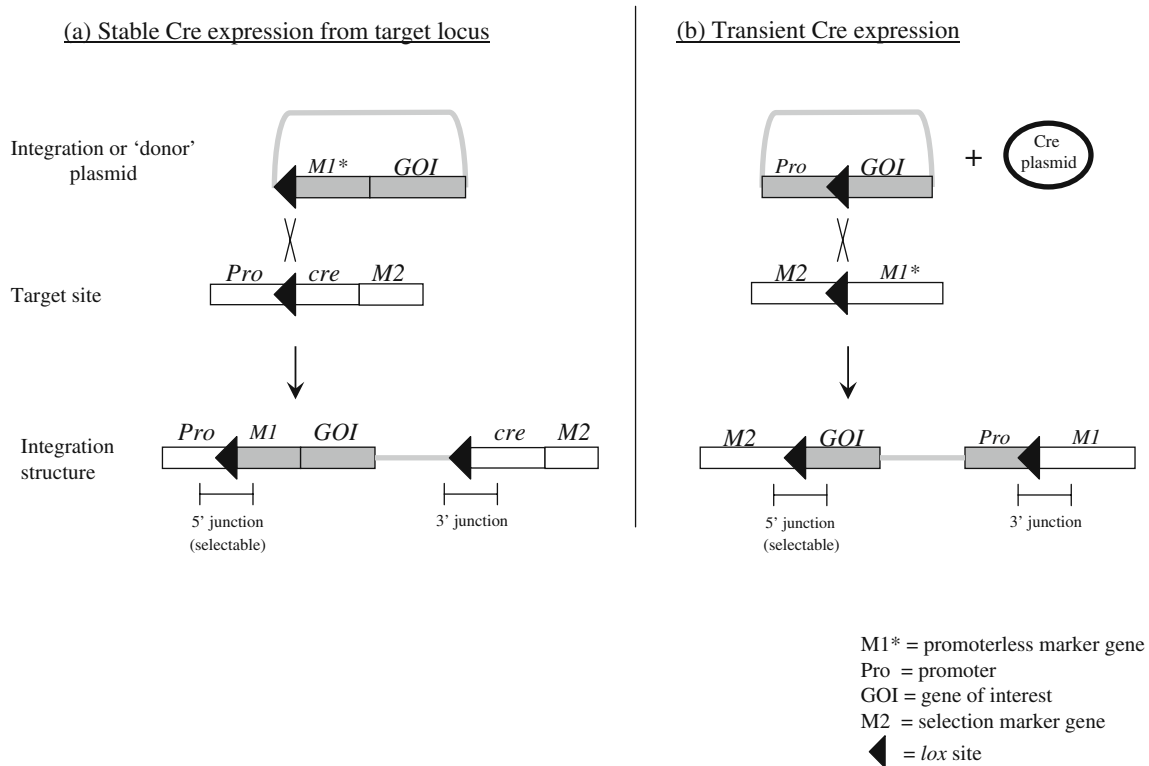 (a) Stable Cre expression from target locus
(b) Transient Cre expression
Integration or ‘donor’
plasmid
M1*
GOI
Pro
GOI
+
Cre
plasmid
Target site
Pro
cre
M2
M2
M1*
Integration
structure
Pro
M1
GOI
cre
M2
M2
GOI
Pro
M1
5’ junction
(selectable)
3’ junction
5’ junction
(selectable)
3’ junction
M1* = promoterless marker gene
Pro = promoter
GOI = gene of interest
M2 = selection marker gene
= lox site